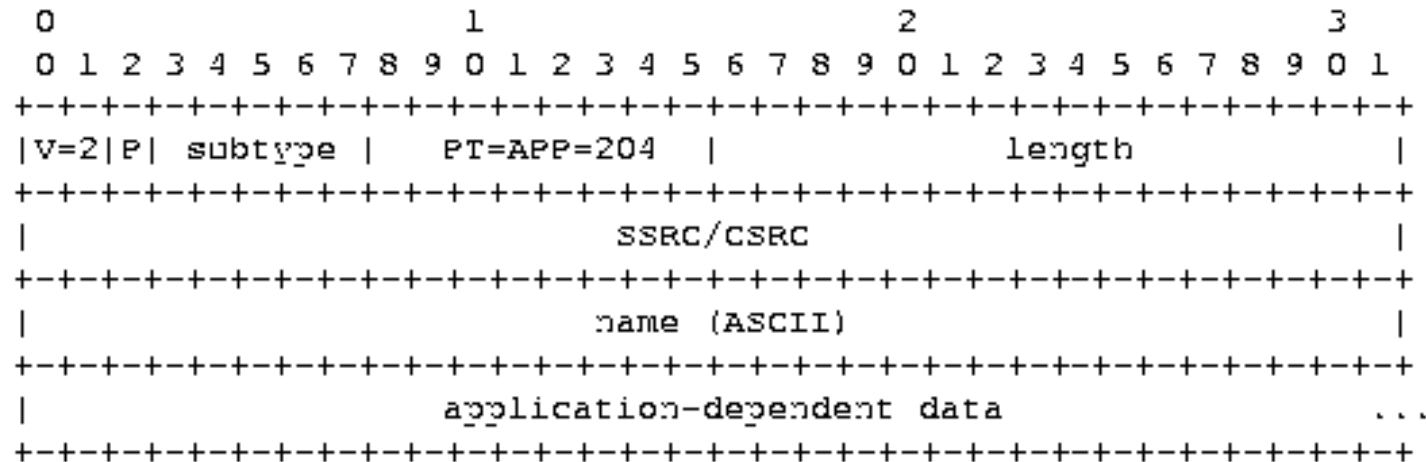 0                   1                   2                   3
 0 1 2 3 4 5 6 7 8 9 0 1 2 3 4 5 6 7 8 9 0 1 2 3 4 5 6 7 8 9 0 1
+-+-+-+-+-+-+-+-+-+-+-+-+-+-+-+-+-+-+-+-+-+-+-+-+-+-+-+-+-+-+-+-+
|V=2|P| subtype |   PT=APP=204  |             length            |
+-+-+-+-+-+-+-+-+-+-+-+-+-+-+-+-+-+-+-+-+-+-+-+-+-+-+-+-+-+-+-+-+
|                           SSRC/CSRC                           |
+-+-+-+-+-+-+-+-+-+-+-+-+-+-+-+-+-+-+-+-+-+-+-+-+-+-+-+-+-+-+-+-+
|                          name (ASCII)                         |
+-+-+-+-+-+-+-+-+-+-+-+-+-+-+-+-+-+-+-+-+-+-+-+-+-+-+-+-+-+-+-+-+
|                   application-dependent data                ...
+-+-+-+-+-+-+-+-+-+-+-+-+-+-+-+-+-+-+-+-+-+-+-+-+-+-+-+-+-+-+-+-+